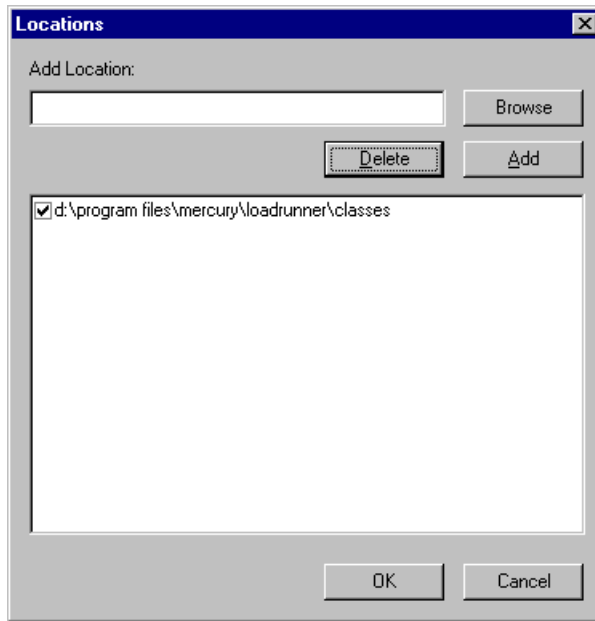 Locations
Add Location:
Browse
Delete
Add
d:\program files\mercury\loadrunner\classes
OK
Cancel